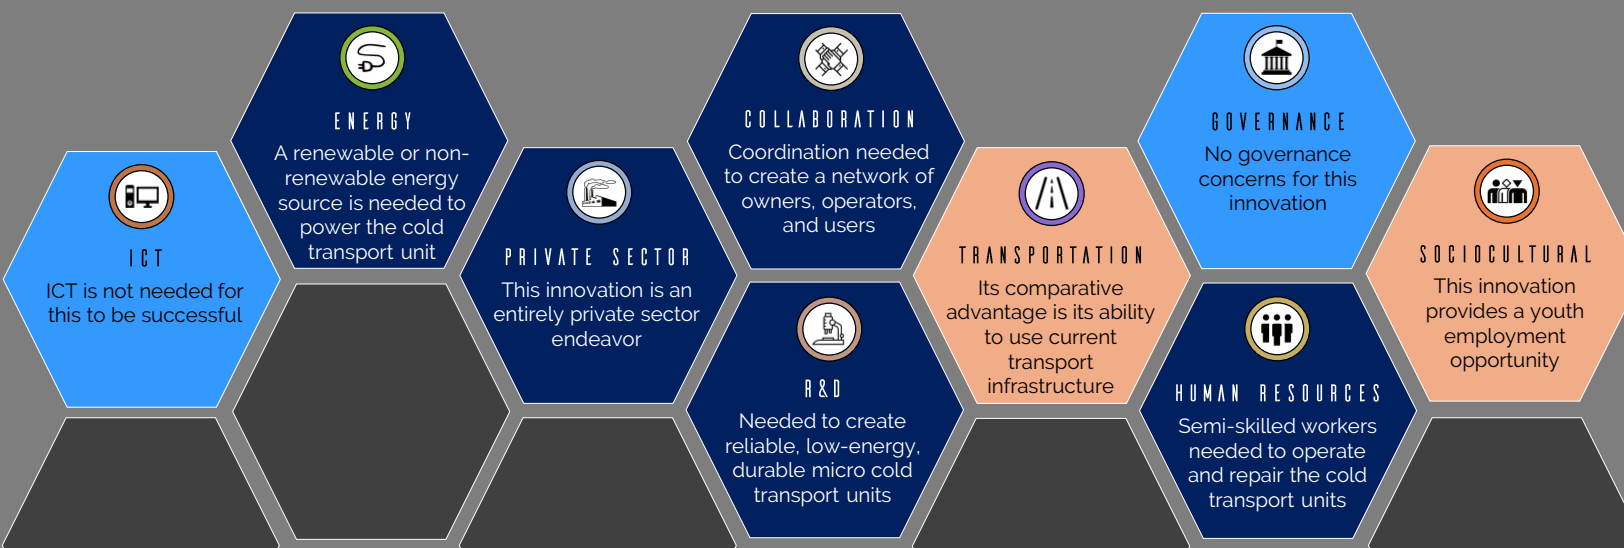 ICT
ICT is not needed for
this to be successful
ENERGY
A renewable or non-
renewable energy
source is needed to
power the cold
transport unit
PRIVATE SECTOR
This innovation is an
entirely private sector
endeavor
COLLABORATION
Coordination needed
to create a network of
owners, operators,
and users
R&D
Needed to create
reliable, low-energy,
durable micro cold
transport units
TRANSPORTATION
Its comparative
advantage is its ability
to use current
transport
infrastructure
GOVERNANCE
No governance
concerns for this
innovation
HUMAN RESOURCES
Semi-skilled workers
needed to operate
and repair the cold
transport units
SOCIOCULTURAL
This innovation
provides a youth
employment
opportunity